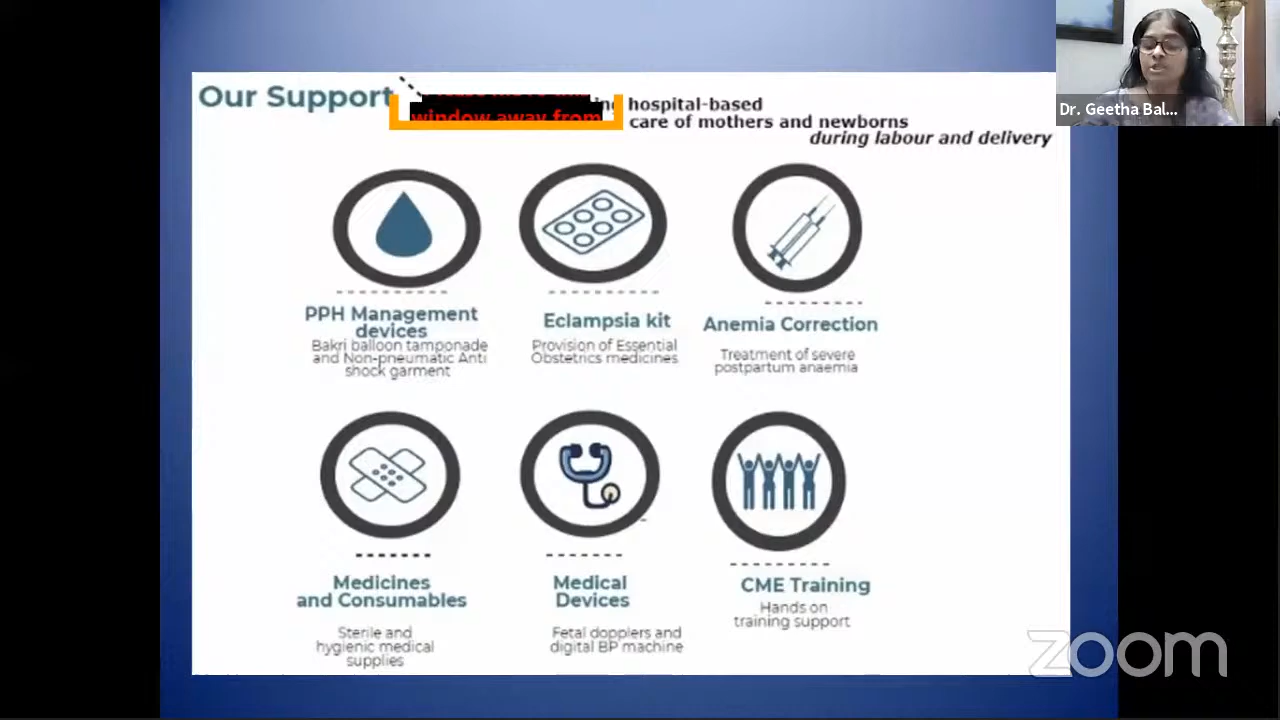 Our Support
window away from
hospital-based
care of mothers and newborns
during labour and delivery
Dr. Geetha Bal...
PPH Management
devices
Bakri balloon tamponade
and Non-pneumatic Anti
shock garment
Eclampsia kit
Provision of Essential
Obstetrics medicines
Anemia Correction
Treatment of severe
postpartum anaemia
Medicines
and Consumables
Sterile and
hygienic medical
supplies
Medical
Devices
Fetal dopplers and
digital BP machine
CME Training
Hands on
training support
zoom